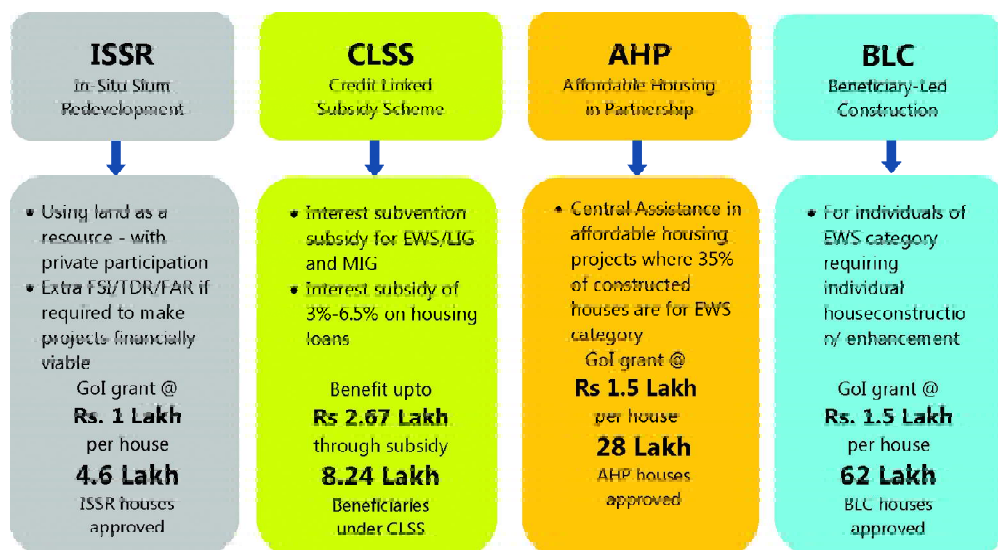 ISSR
In-Situ Slum
Redevelopment
CLSS
Credit Linked
Subsidy Scheme
AHP
Affordable Housing
in Partnership
BLC
Beneficiary-Led
Construction
• Using land as a
resource - with
private participation
• Extra FSI/TDR/FAR if
required to make
projects financially
viable
GoI grant @
Rs. 1 Lakh
per house
4.6 Lakh
ISSR houses
approved
• Interest subvention
subsidy for EWS/LIG
and MIG
• Interest subsidy of
3%-6.5% on housing
loans
Benefit upto
Rs 2.67 Lakh
through subsidy
8.24 Lakh
Beneficiaries
under CLSS
• Central Assistance in
affordable housing
projects where 35%
of constructed
houses are for EWS
category
GoI grant @
Rs 1.5 Lakh
per house
28 Lakh
AHP houses
approved
• For individuals of
EWS category
requiring
individual
houseconstructio
n/ enhancement
GoI grant @
Rs. 1.5 Lakh
per house
62 Lakh
BLC houses
approved